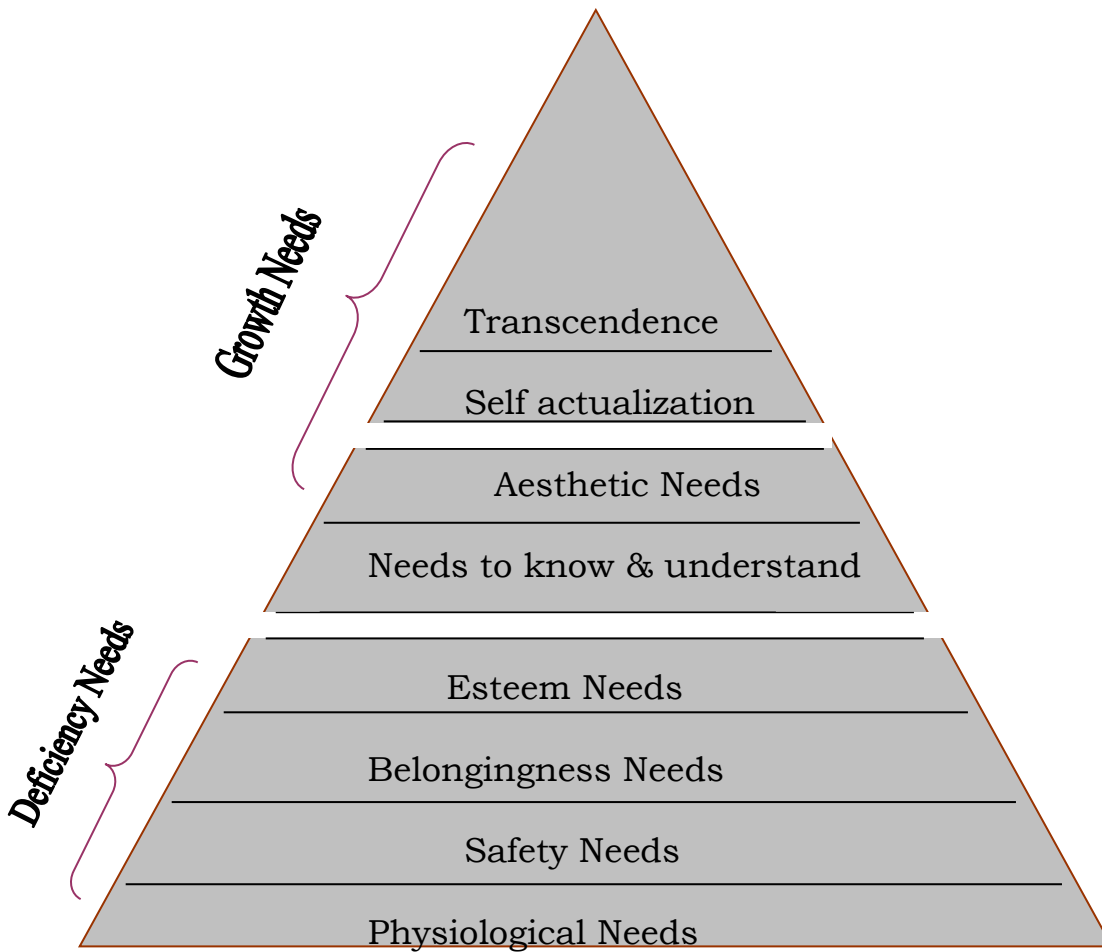 Growth Needs
Transcendence
Self actualization
Aesthetic Needs
Needs to know & understand
Deficiency Needs
Esteem Needs
Belongingness Needs
Safety Needs
Physiological Needs